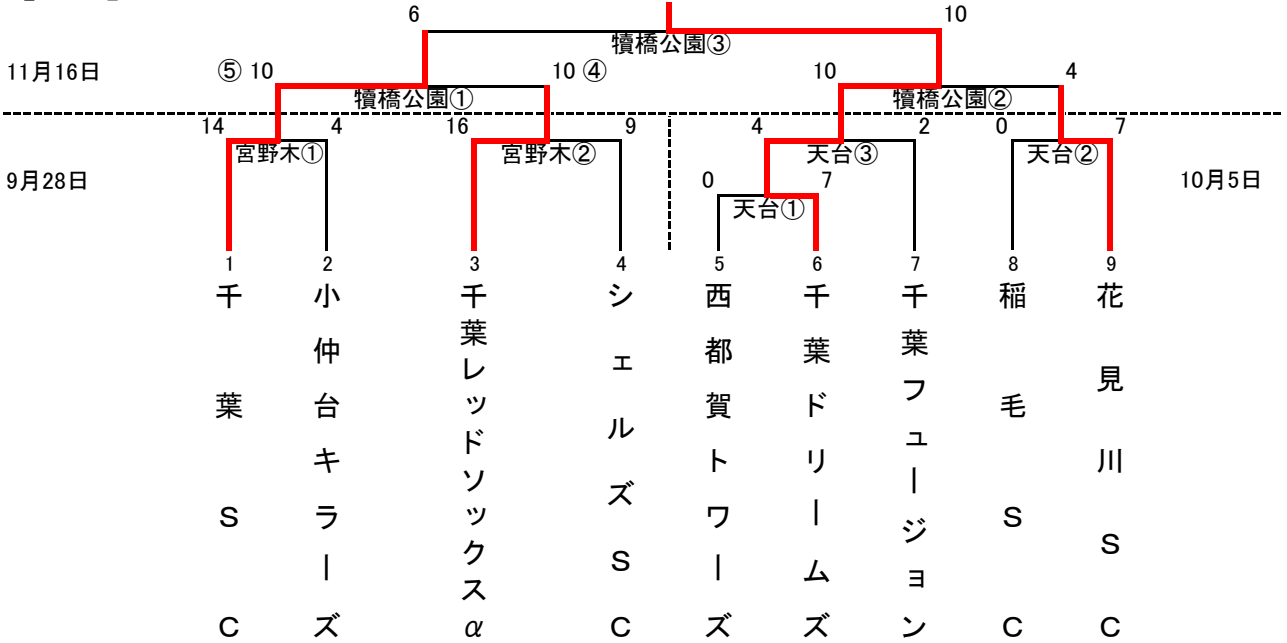 6 10
犢橋公園③
11月16日 ⑤ 10 10 ④ 10 4
犢橋公園① 犢橋公園②
14 4 16 9 4 2 0 7
宮野木① 宮野木② 天台③ 天台②
9月28日 0 7 10月5日
天台①
1 2 3 4 5 6 7 8 9
千葉SC
小仲台キラーズ
千葉レッドソックスα
シェルズSC
西都賀トワーズ
千葉ドリームズ
千葉フュージョン
稲毛SC
花見川SC